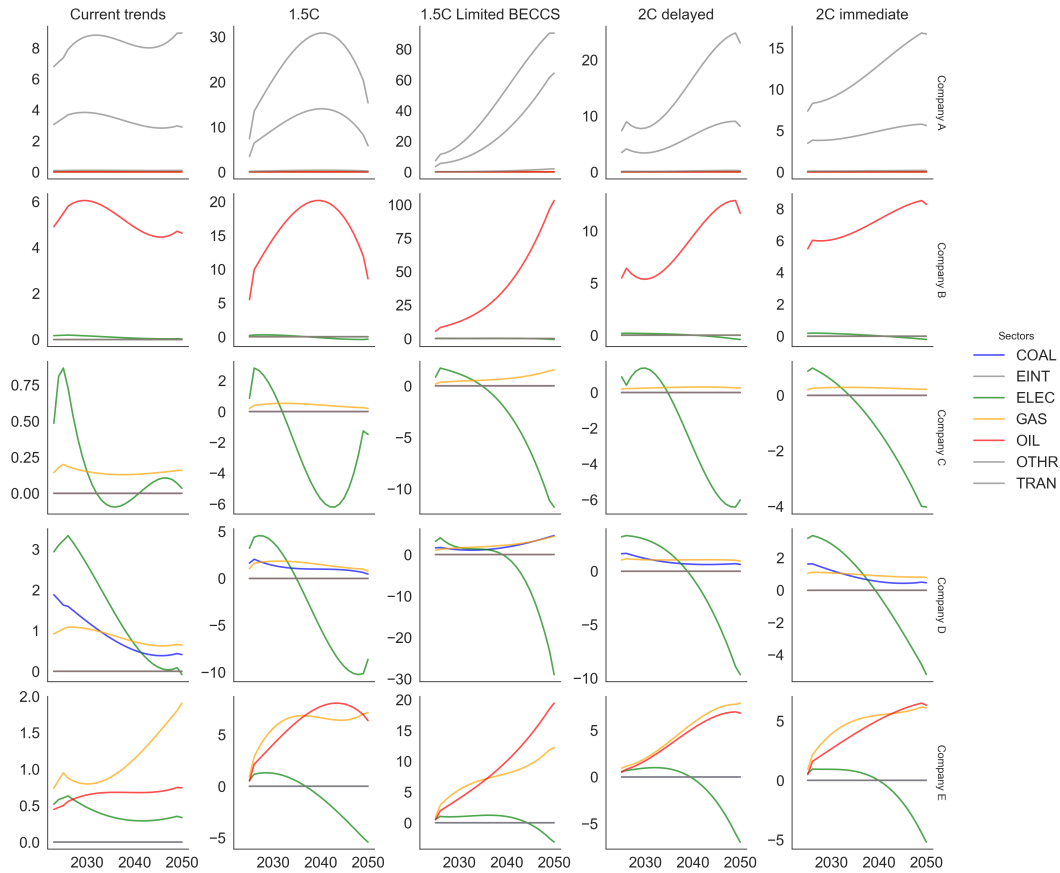 Current trends 1.5C 1.5C Limited BECCS 2C delayed 2C immediate
8 6 4 2 0
30 20 10 0
80 60 40 20 0
20 10 0
15 10 5 0
Company A
6 4 2 0
20 15 10 5 0
100 75 50 25 0
10 5 0
8 6 4 2 0
Company B
0.75 0.50 0.25 0.00
2 0 −2 −4 −6
0 −5 −10
0 −2 −4 −6
0 −2 −4
Company C
3 2 1 0
5 0 −5 −10
0 −10 −20 −30
0 −5 −10
2 0 −2 −4
Company D
2.0 1.5 1.0 0.5 0.0
5 0 −5
20 15 10 5 0
5 0 −5
5 0 −5
Company E
2030 2040 2050
2030 2040 2050
2030 2040 2050
2030 2040 2050
2030 2040 2050
Sectors
COAL
EINT
ELEC
GAS
OIL
OTHR
TRAN